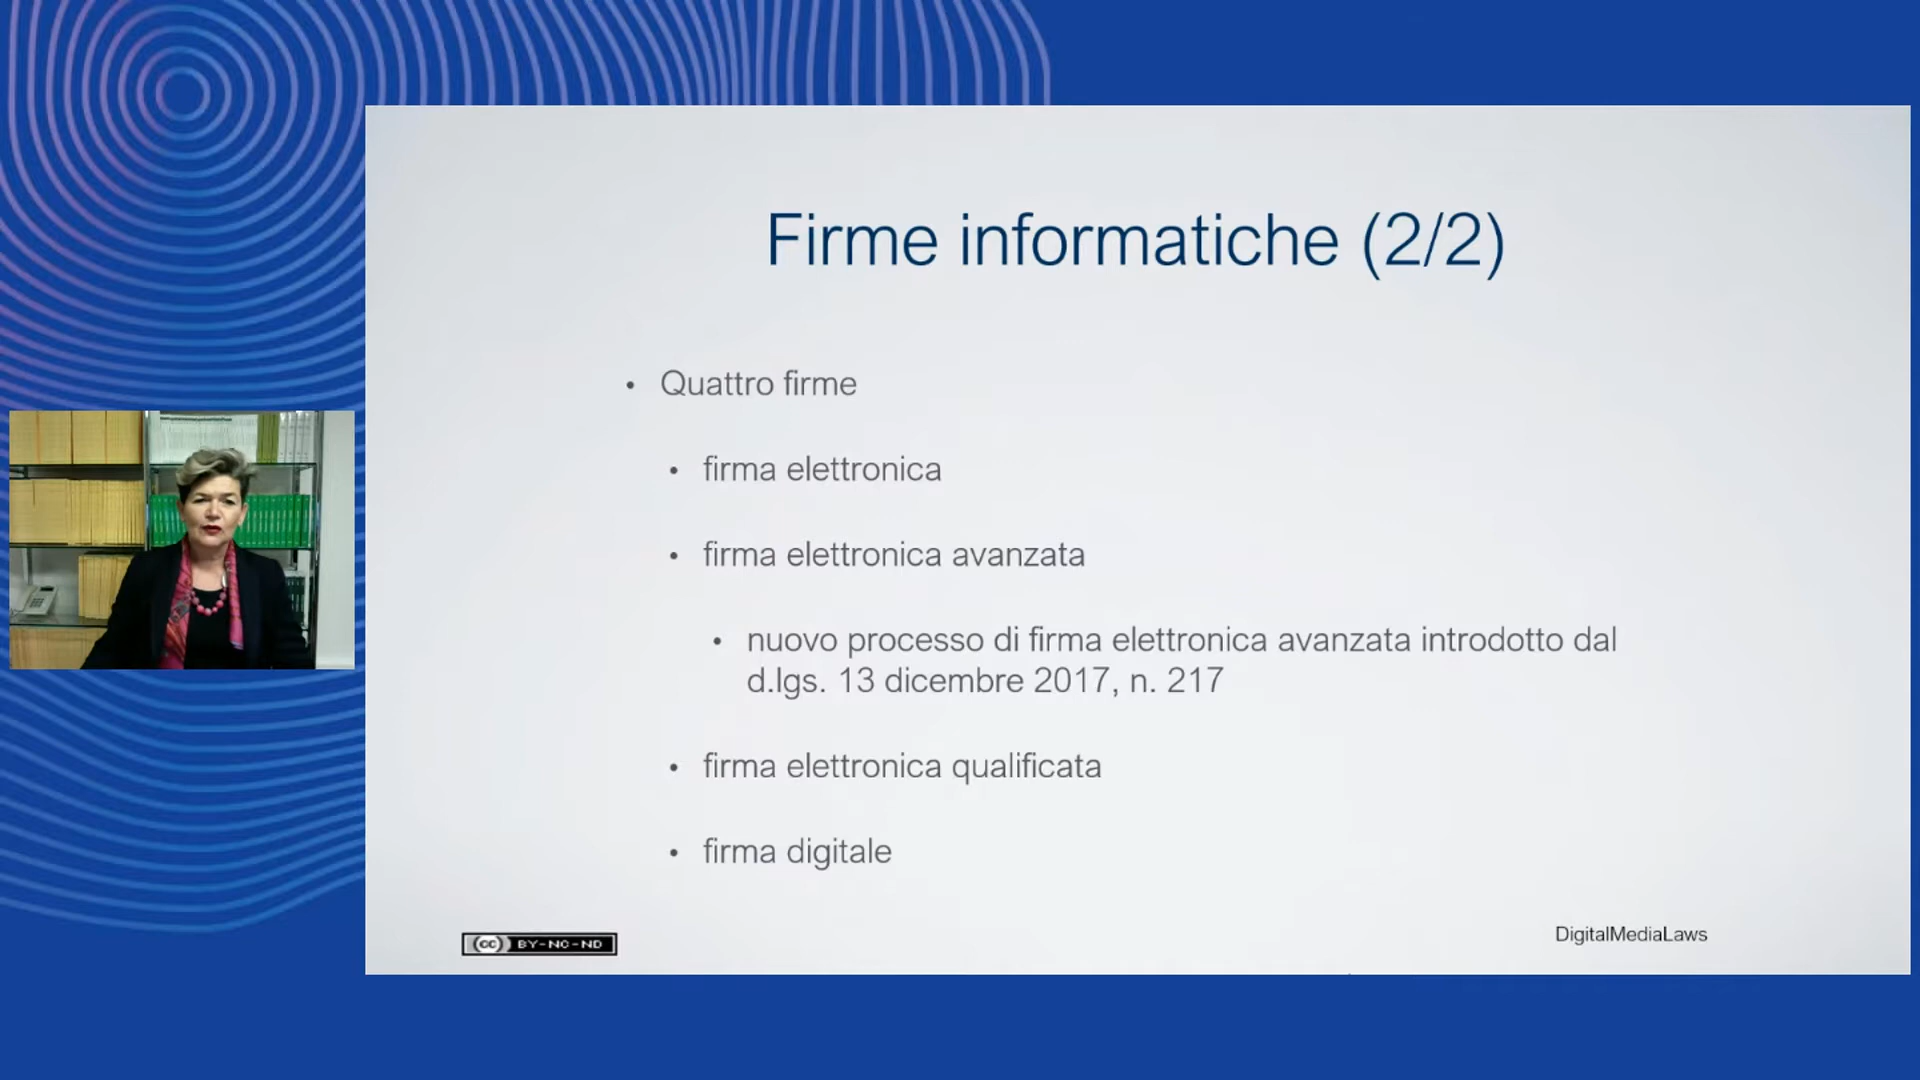 Firme informatiche (2/2)
• Quattro firme
• firma elettronica
• firma elettronica avanzata
• nuovo processo di firma elettronica avanzata introdotto dal
d.lgs. 13 dicembre 2017, n. 217
• firma elettronica qualificata
• firma digitale
cc BY-NC-ND
DigitalMediaLaws